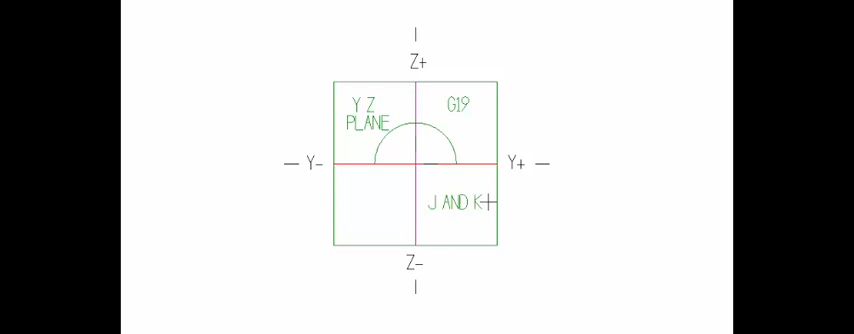 Z+
Y Z
PLANE
G19
Y-
Y+
J AND K
Z-